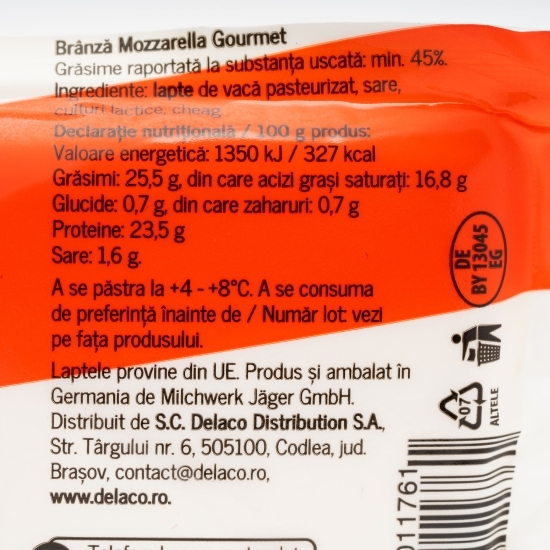 Brânză Mozzarella Gourmet
Grăsime raportată la substanța uscată: min. 45%.
Ingrediente: lapte de vacă pasteurizat, sare,
culturi lactice, cheag.
Declarație nutrițională / 100 g produs:
Valoare energetică: 1350 kJ / 327 kcal
Grăsimi: 25,5 g, din care acizi grași saturați: 16,8 g
Glucide: 0,7 g, din care zaharuri: 0,7 g
Proteine: 23,5 g
Sare: 1,6 g.
A se păstra la +4 - +8°C. A se consuma
de preferință înainte de / Număr lot: vezi
pe fața produsului.
Laptele provine din UE. Produs și ambalat în
Germania de Milchwerk Jäger GmbH.
Distribuit de S.C. Delaco Distribution S.A.,
Str. Târgului nr. 6, 505100, Codlea, jud.
Brașov, contact@delaco.ro,
www.delaco.ro.
DE
BY 13045
EG
07
ALTELE
011761